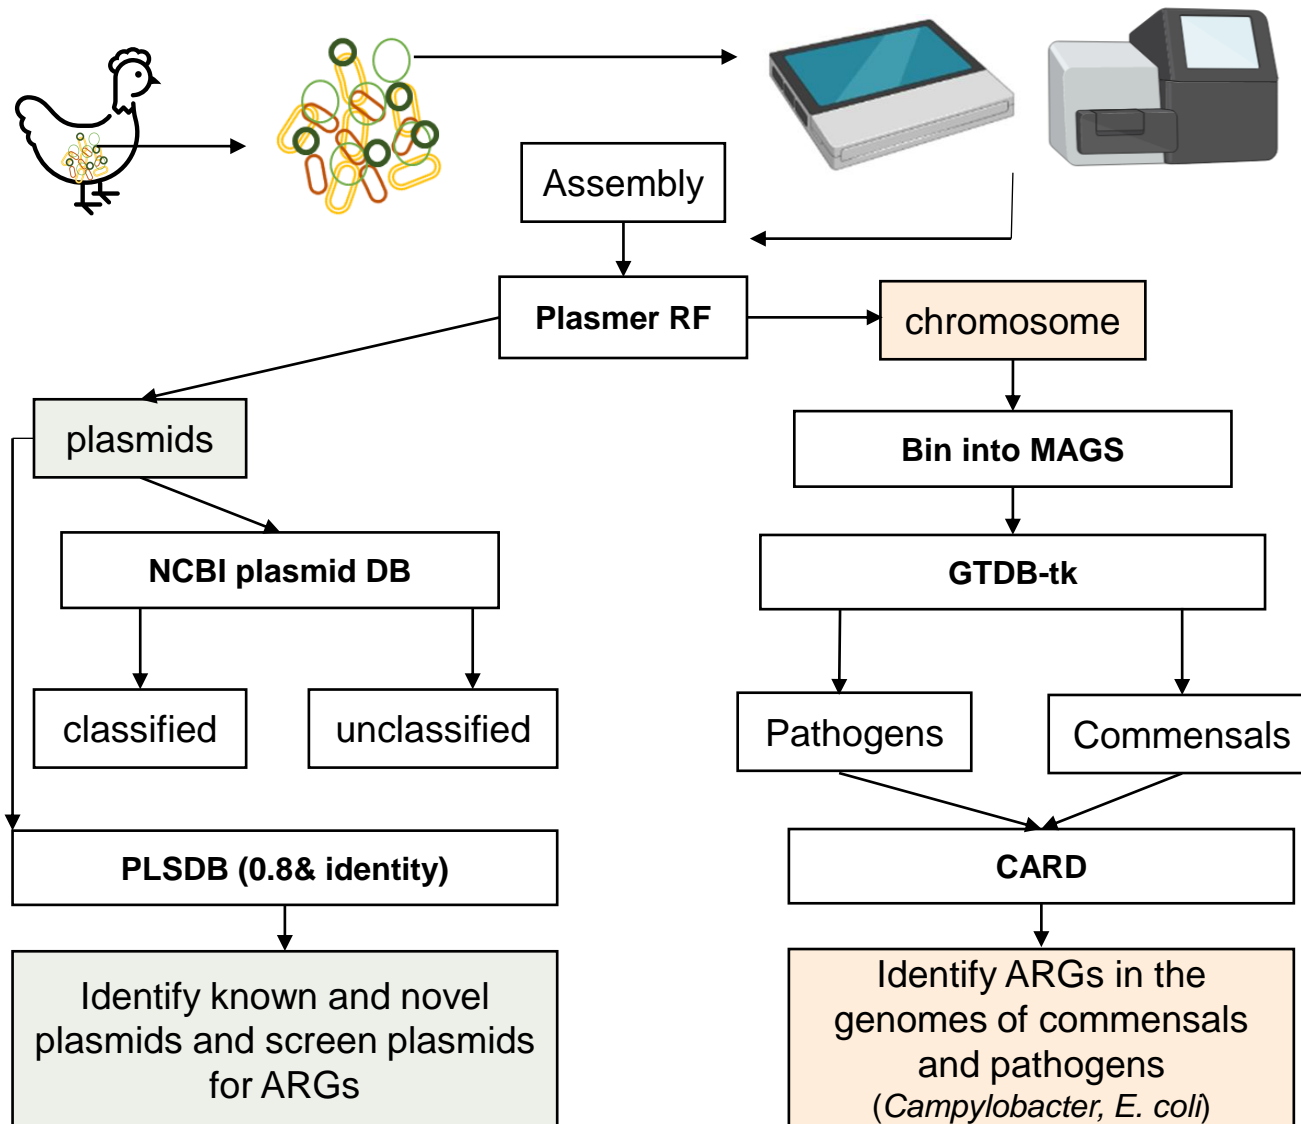 Assembly
Plasmer RF
chromosome
plasmids
Bin into MAGS
NCBI plasmid DB
GTDB-tk
classified
unclassified
Pathogens
Commensals
PLSDB (0.8& identity)
CARD
Identify known and novel
plasmids and screen plasmids
for ARGs
Identify ARGs in the
genomes of commensals
and pathogens
(Campylobacter, E. coli)